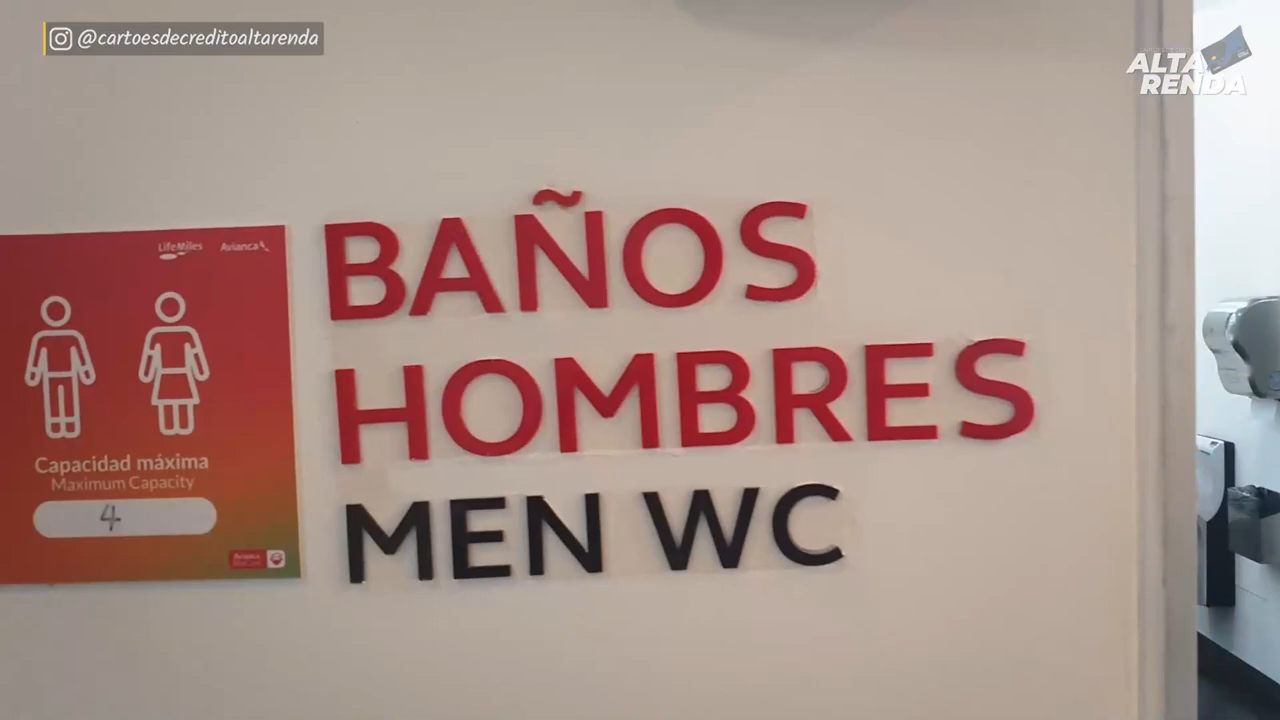 @cartoesdecreditoaltarenda
ALTA
RENDA
LifeMiles Avianca
BAÑOS
HOMBRES
MEN WC
Capacidad máxima
Maximum Capacity
4